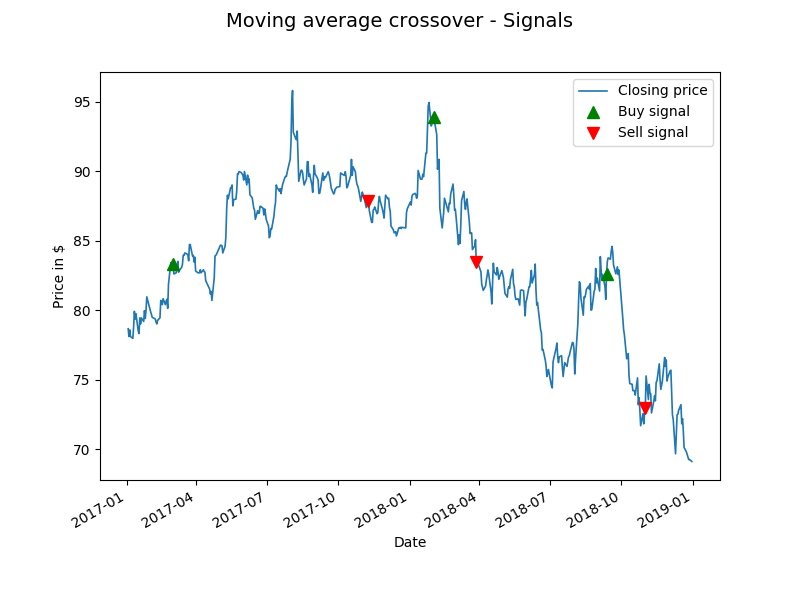 Moving average crossover - Signals
Closing price
Buy signal
Sell signal
Price in $
95
90
85
80
75
70
2017-01
2017-04
2017-07
2017-10
2018-01
2018-04
2018-07
2018-10
2019-01
Date